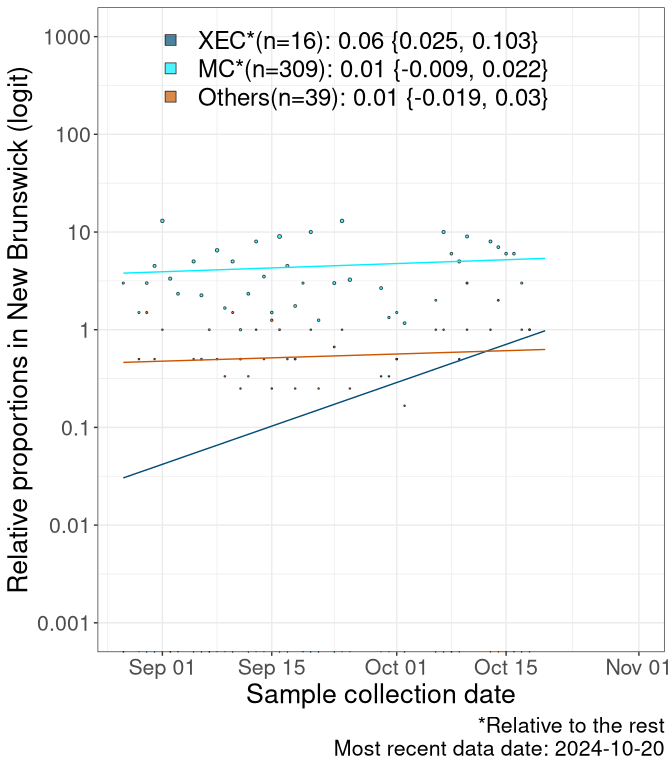 1000
100
10
1
0.1
0.01
0.001
Relative proportions in New Brunswick (logit)
XEC*(n=16): 0.06 {0.025, 0.103}
MC*(n=309): 0.01 {-0.009, 0.022}
Others(n=39): 0.01 {-0.019, 0.03}
Sep 01 Sep 15 Oct 01 Oct 15 Nov 01
Sample collection date
*Relative to the rest
Most recent data date: 2024-10-20